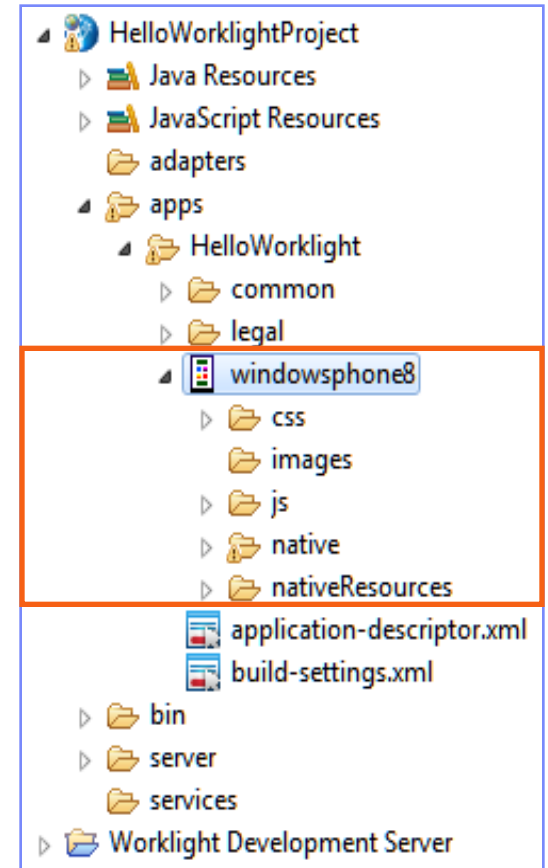 HelloWorklightProject
Java Resources
JavaScript Resources
adapters
apps
HelloWorklight
common
legal
windowsphone8
css
images
js
native
nativeResources
application-descriptor.xml
build-settings.xml
bin
server
services
Worklight Development Server